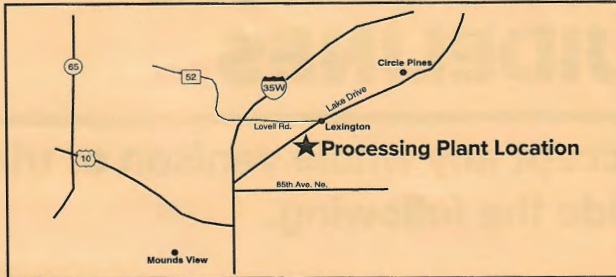 65
52
35W
Circle Pines
Lake Drive
Lovell Rd.
Lexington
Processing Plant Location
10
85th Ave. Ne.
Mounds View